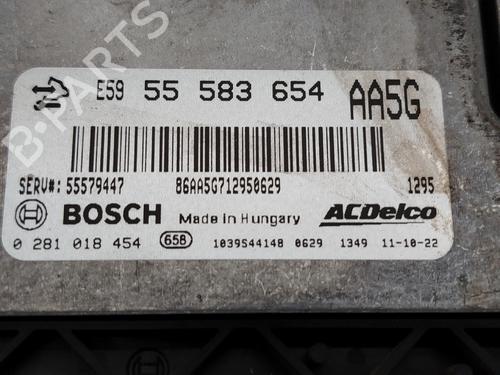 E59 55 583 654 AA5G
SERV#: 55579447 86AA5G712950629 1295
BOSCH Made in Hungary ACDelco
0 281 018 454 658 1039S44148 0629 1349 11-10-22
B-PARTS